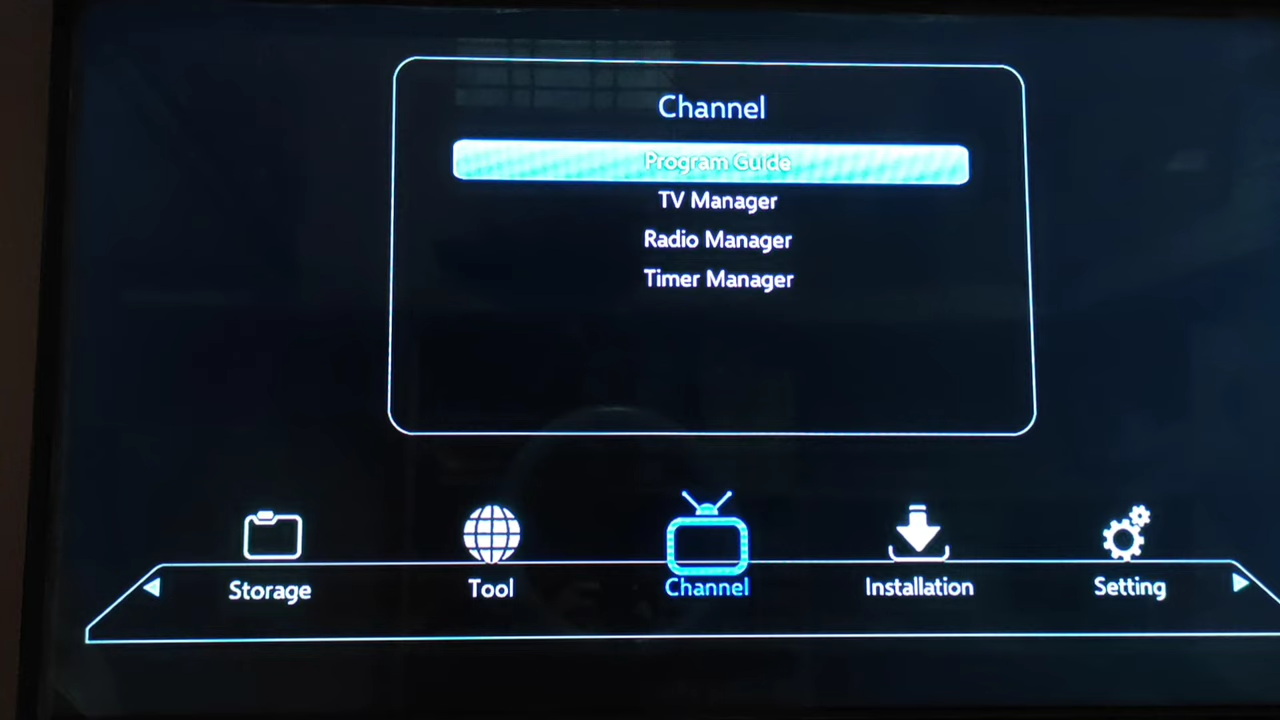 Channel
Program Guide
TV Manager
Radio Manager
Timer Manager
Storage
Tool
Channel
Installation
Setting